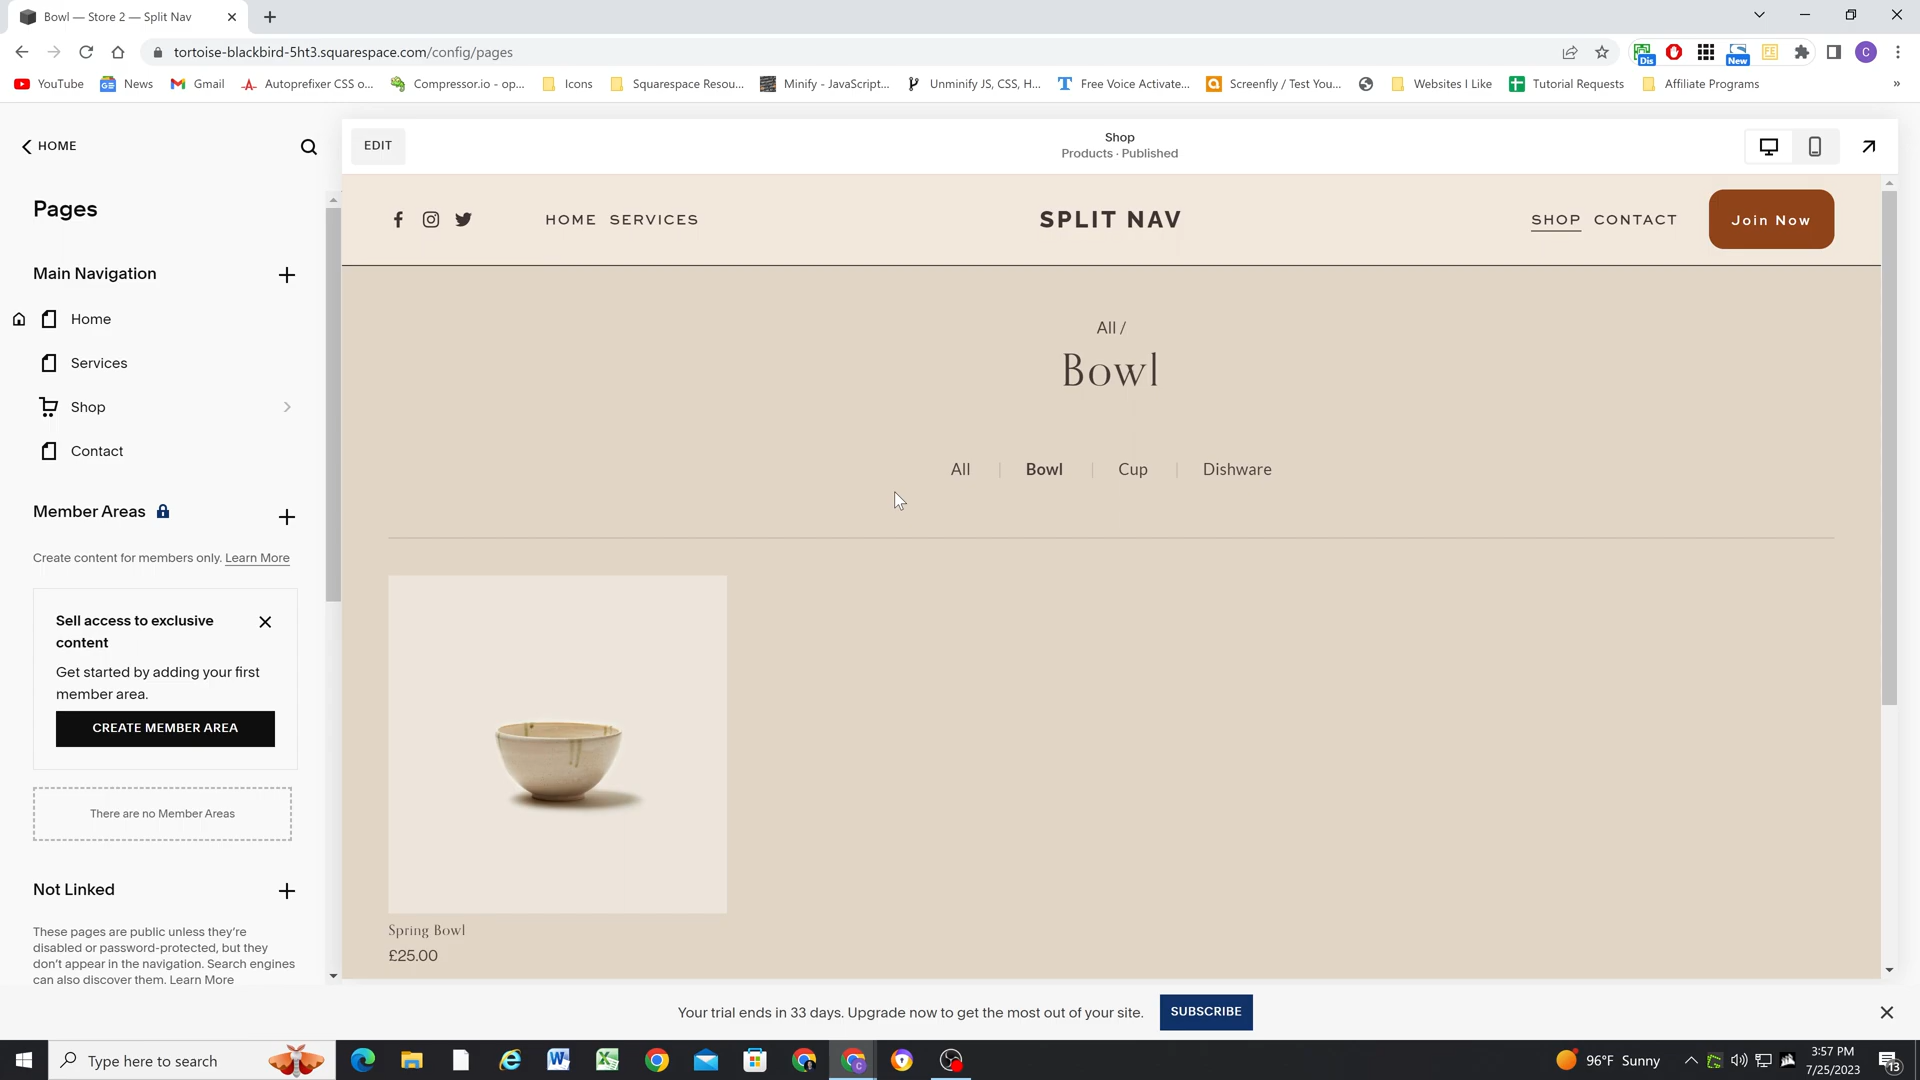 Bowl — Store 2 — Split Nav
tortoise-blackbird-5ht3.squarespace.com/config/pages
Dis
New
FE
C
YouTube
News
Gmail
Autoprefixer CSS o...
Compressor.io - op...
Icons
Squarespace Resou...
Minify - JavaScript...
Unminify JS, CSS, H...
Free Voice Activate...
Screenfly / Test You...
Websites I Like
Tutorial Requests
Affiliate Programs
»
HOME
EDIT
Shop
Products · Published
Pages
Main Navigation
Home
Services
Shop
Contact
Member Areas
Create content for members only. Learn More
Sell access to exclusive
content
Get started by adding your first
member area.
CREATE MEMBER AREA
There are no Member Areas
Not Linked
These pages are public unless they’re
disabled or password-protected, but they
don’t appear in the navigation. Search engines
can also discover them. Learn More
HOME SERVICES
SPLIT NAV
SHOP CONTACT
Join Now
All /
Bowl
All | Bowl | Cup | Dishware
Spring Bowl
£25.00
Your trial ends in 33 days. Upgrade now to get the most out of your site.
SUBSCRIBE
Type here to search
96°F Sunny
3:57 PM
7/25/2023
13